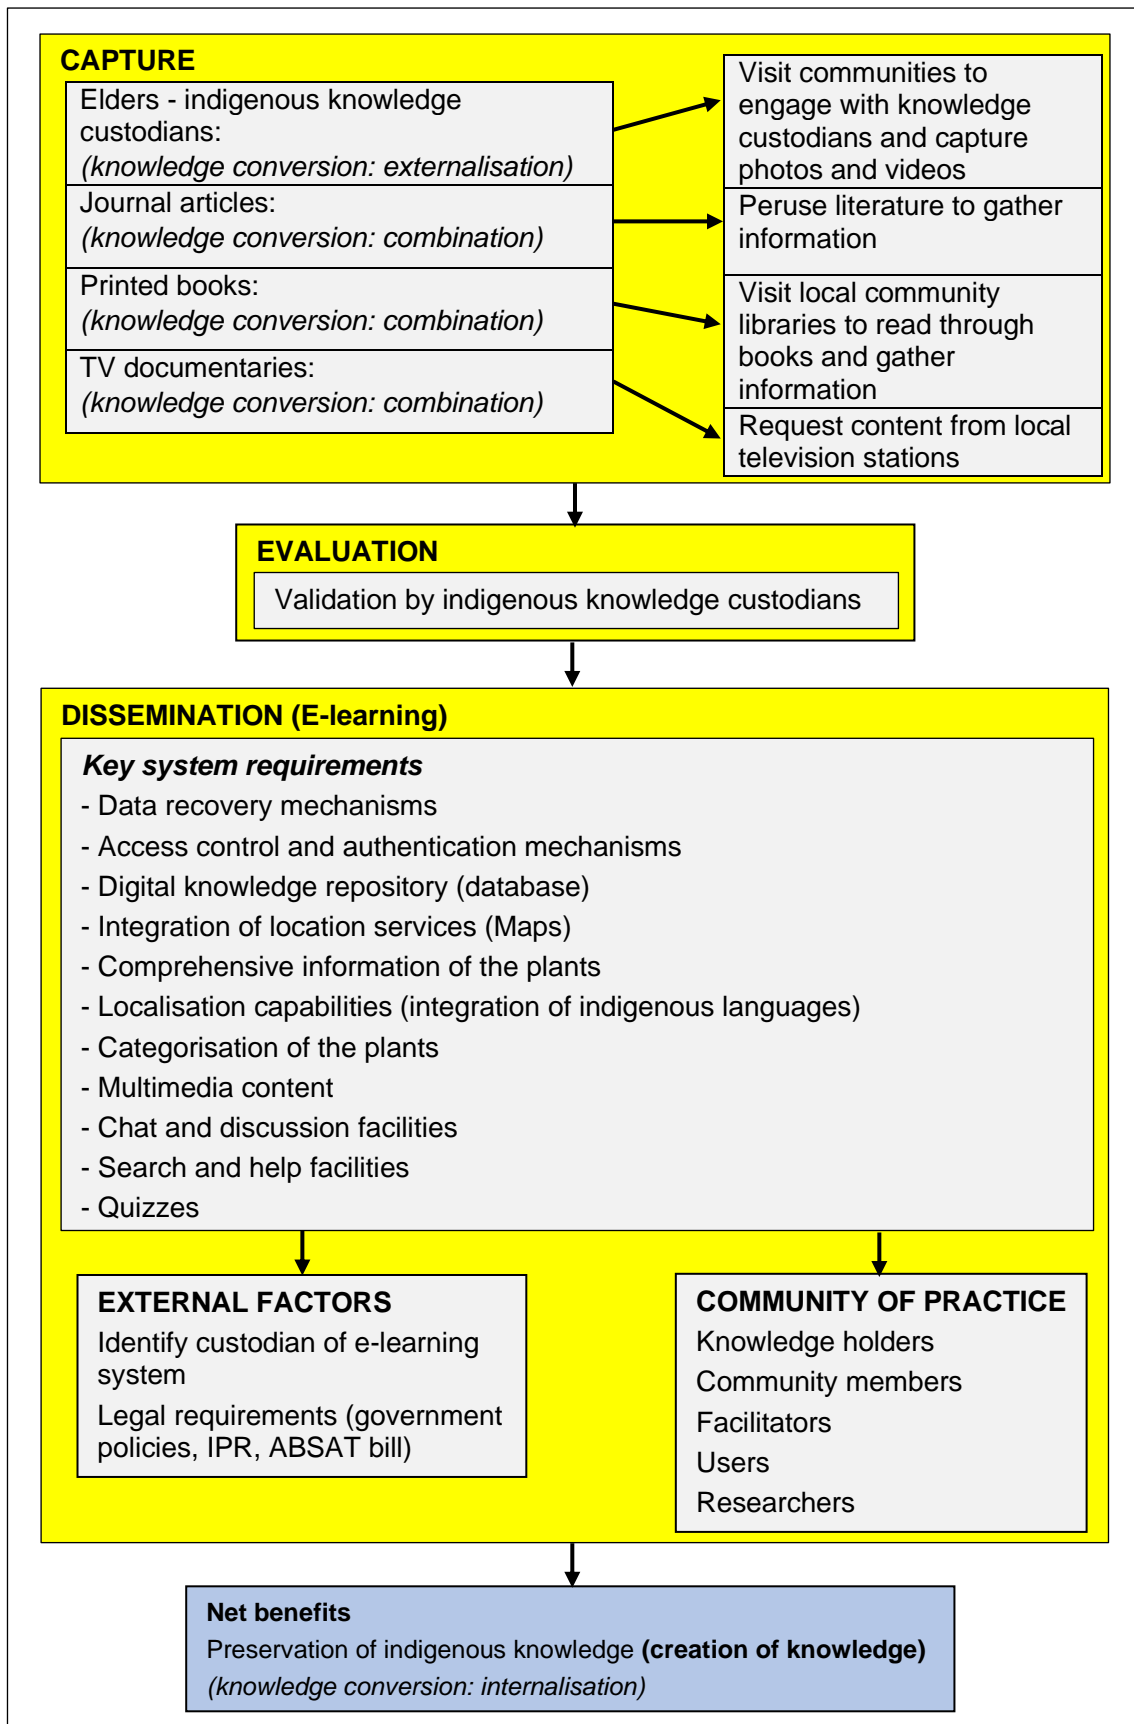 CAPTURE
Elders - indigenous knowledge
custodians:
(knowledge conversion: externalisation)
Journal articles:
(knowledge conversion: combination)
Printed books:
(knowledge conversion: combination)
TV documentaries:
(knowledge conversion: combination)
Visit communities to
engage with knowledge
custodians and capture
photos and videos
Peruse literature to gather
information
Visit local community
libraries to read through
books and gather
information
Request content from local
television stations
EVALUATION
Validation by indigenous knowledge custodians
DISSEMINATION (E-learning)
Key system requirements
- Data recovery mechanisms
- Access control and authentication mechanisms
- Digital knowledge repository (database)
- Integration of location services (Maps)
- Comprehensive information of the plants
- Localisation capabilities (integration of indigenous languages)
- Categorisation of the plants
- Multimedia content
- Chat and discussion facilities
- Search and help facilities
- Quizzes
EXTERNAL FACTORS
Identify custodian of e-learning
system
Legal requirements (government
policies, IPR, ABSAT bill)
COMMUNITY OF PRACTICE
Knowledge holders
Community members
Facilitators
Users
Researchers
Net benefits
Preservation of indigenous knowledge (creation of knowledge)
(knowledge conversion: internalisation)